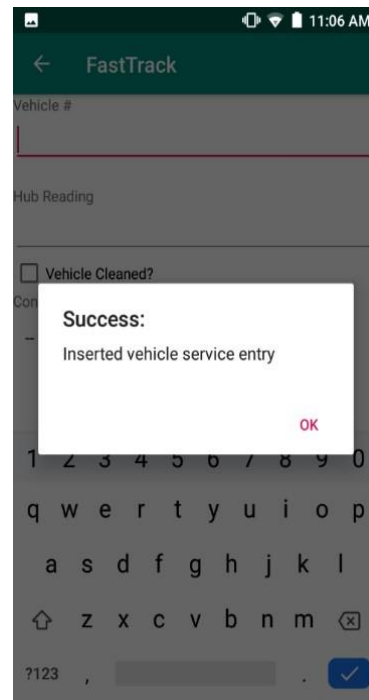 11:06 AM
FastTrack
Vehicle #
Hub Reading
Vehicle Cleaned?
Con
Success:
Inserted vehicle service entry
OK
1 2 3 4 5 6 7 8 9 0
q w e r t y u i o p
a s d f g h j k l
z x c v b n m
?123 , .